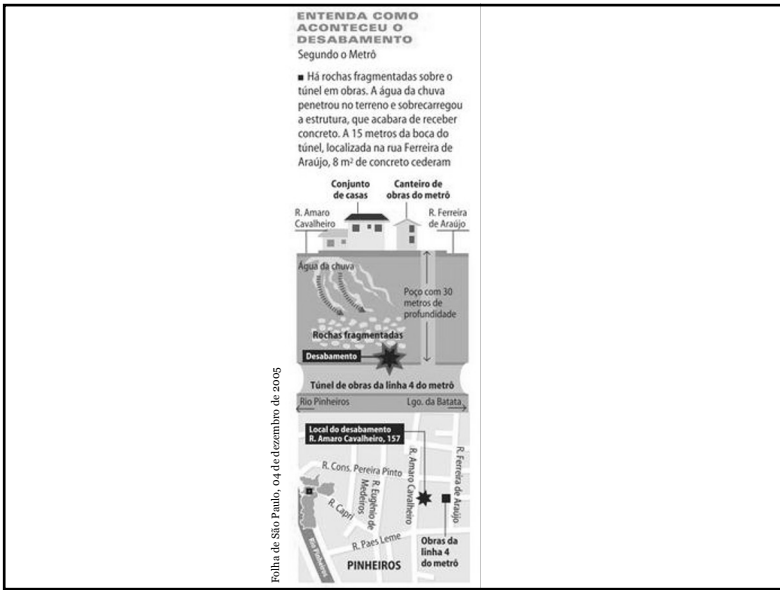 ENTENDA COMO
ACONTECEU O
DESABAMENTO
Segundo o Metrô
■ Há rochas fragmentadas sobre o
túnel em obras. A água da chuva
penetrou no terreno e sobrecarregou
a estrutura, que acabara de receber
concreto. A 15 metros da boca do
túnel, localizada na rua Ferreira de
Araújo, 8 m² de concreto cederam
Conjunto
de casas
Canteiro de
obras do metrô
R. Amaro
Cavalheiro
R. Ferreira
de Araújo
Água da chuva
Poço com 30
metros de
profundidade
Rochas fragmentadas
Desabamento
Túnel de obras da linha 4 do metrô
Rio Pinheiros
Lgo. da Batata
Local do desabamento
R. Amaro Cavalheiro, 157
R. Cons. Pereira Pinto
R. Eugênio de
Medeiros
R. Amaro Cavalheiro
R. Ferreira de Araújo
R. Capri
R. Paes Leme
Rio Pinheiros
PINHEIROS
Obras da
linha 4
do metrô
Folha de São Paulo, 04 de dezembro de 2005